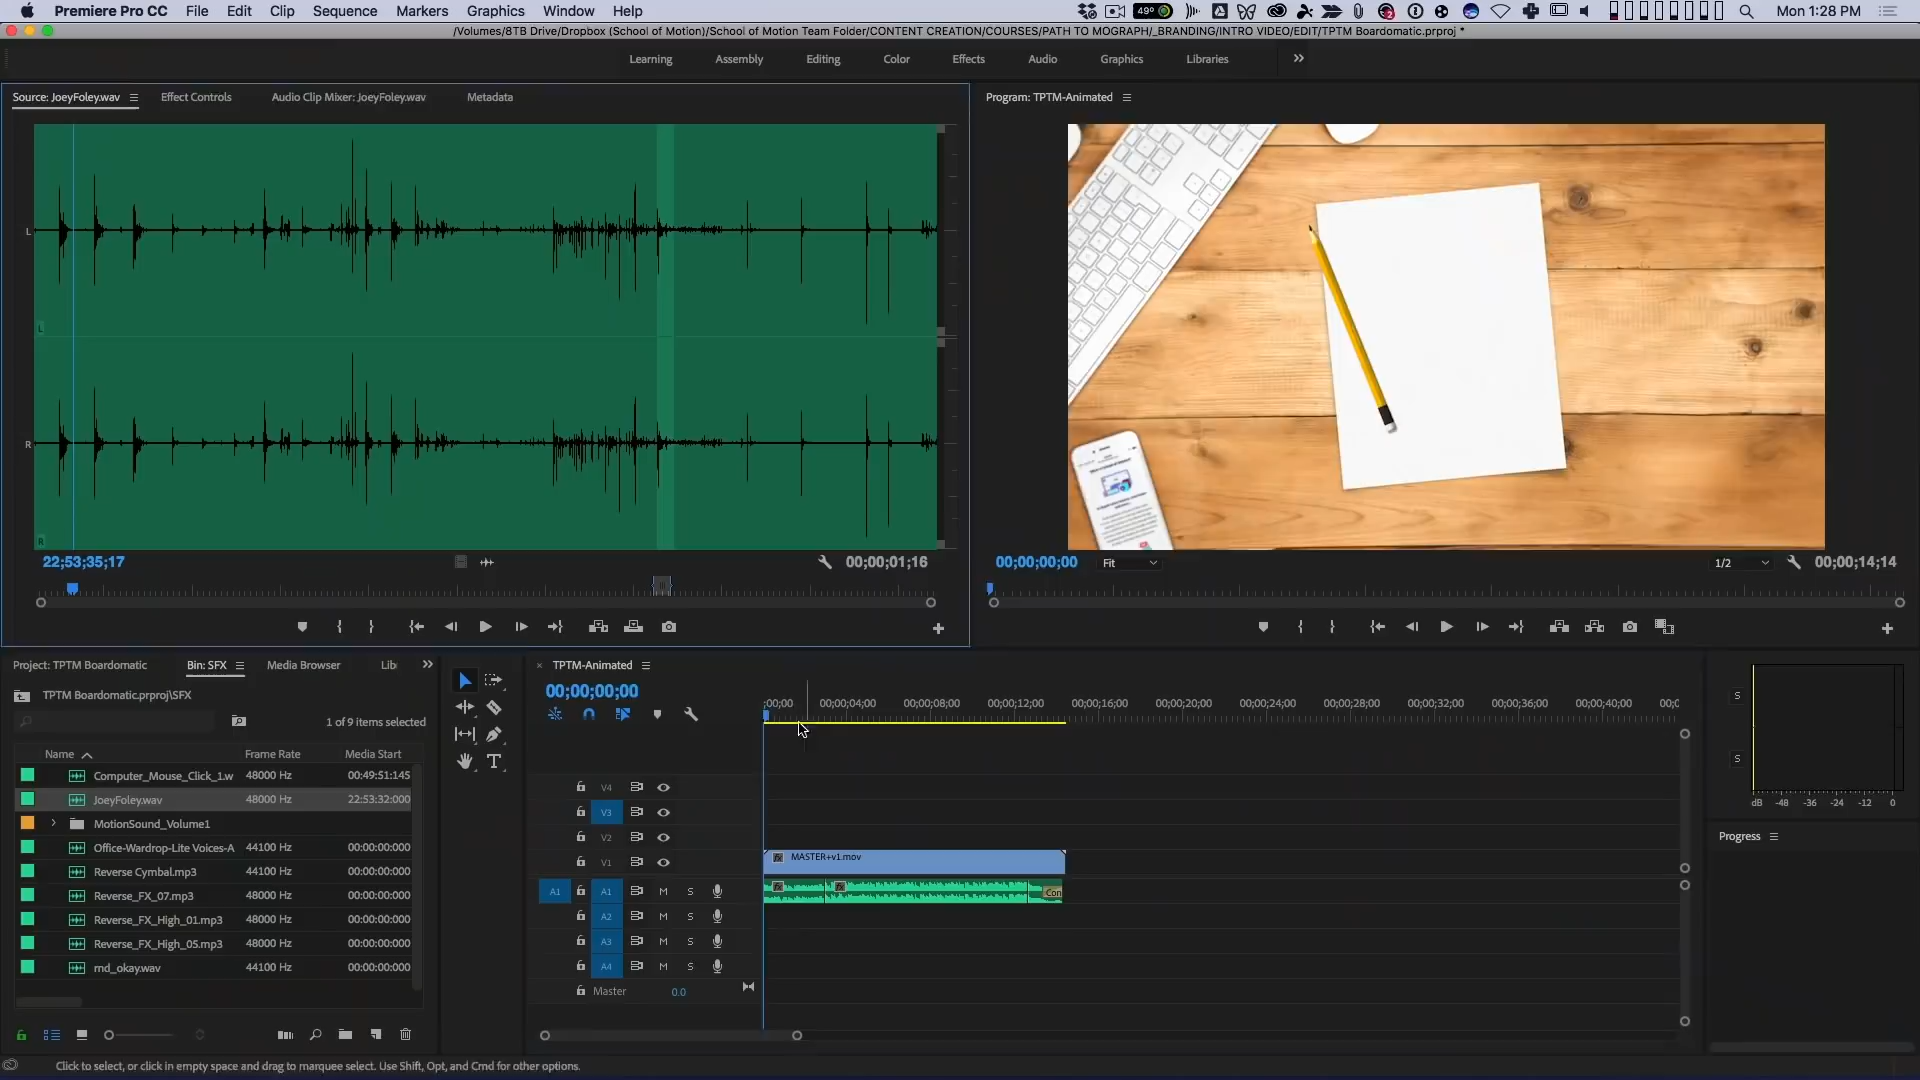 Premiere Pro CC File Edit Clip Sequence Markers Graphics Window Help
49° 2 Mon 1:28 PM
/Volumes/8TB Drive/Dropbox (School of Motion)/School of Motion Team Folder/CONTENT CREATION/COURSES/PATH TO MOGRAPH/_BRANDING/INTRO VIDEO/EDIT/TPTM Boardomatic.prproj *
Learning Assembly Editing Color Effects Audio Graphics Libraries
Source: JoeyFoley.wav Effect Controls Audio Clip Mixer: JoeyFoley.wav Metadata
L
L
R
R
22;53;35;17 00;00;01;16
Program: TPTM-Animated
00;00;00;00 Fit 1/2 00;00;14;14
Project: TPTM Boardomatic Bin: SFX Media Browser Lib
TPTM Boardomatic.prproj\SFX
1 of 9 items selected
Name Frame Rate Media Start
Computer_Mouse_Click_1.w 48000 Hz 00:49:51:145
JoeyFoley.wav 48000 Hz 22:53:32:000
MotionSound_Volume1
Office-Wardrop-Lite Voices-A 44100 Hz 00:00:00:000
Reverse Cymbal.mp3 44100 Hz 00:00:00:000
Reverse_FX_07.mp3 48000 Hz 00:00:00:000
Reverse_FX_High_01.mp3 48000 Hz 00:00:00:000
Reverse_FX_High_05.mp3 48000 Hz 00:00:00:000
rnd_okay.wav 44100 Hz 00:00:00:000
TPTM-Animated
00;00;00;00
;00;00 00;00;04;00 00;00;08;00 00;00;12;00 00;00;16;00 00;00;20;00 00;00;24;00 00;00;28;00 00;00;32;00 00;00;36;00 00;00;40;00 00;0
V4
V3
V2
V1 fx MASTER+v1.mov
A1 A1 M S fx fx Con
A2 M S
A3 M S
A4 M S
Master 0.0
S
S
dB -48 -36 -24 -12 0
Progress
Click to select, or click in empty space and drag to marquee select. Use Shift, Opt, and Cmd for other options.